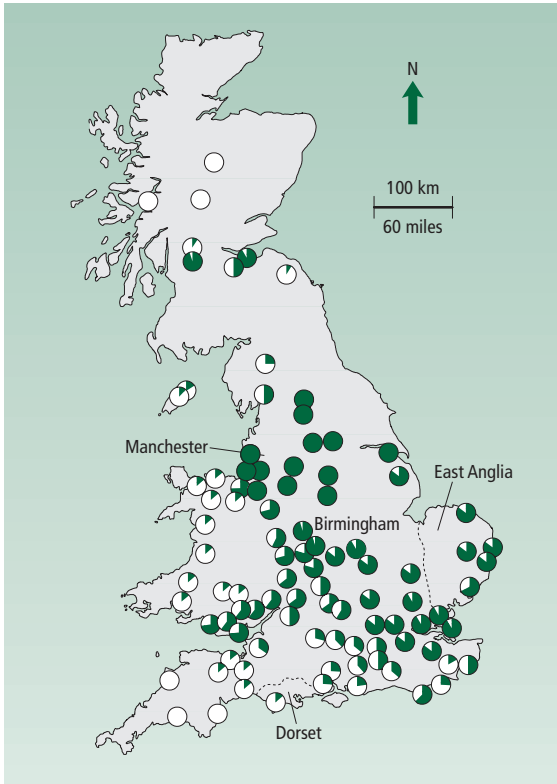 N
100 km
60 miles
Manchester
East Anglia
Birmingham
Dorset